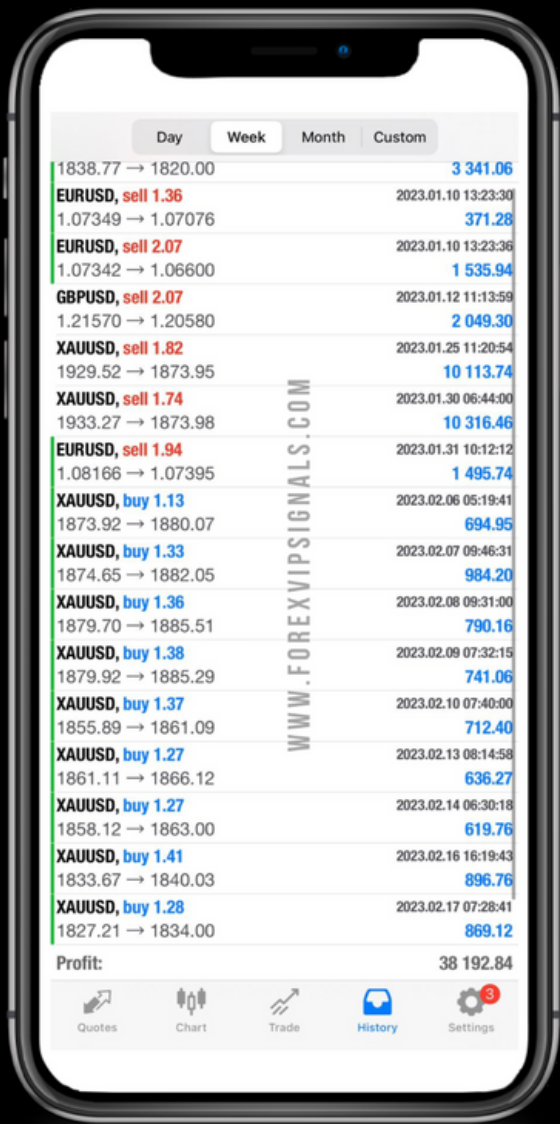 Day Week Month Custom
1838.77 → 1820.00 3 341.06
EURUSD, sell 1.36 2023.01.10 13:23:30
1.07349 → 1.07076 371.28
EURUSD, sell 2.07 2023.01.10 13:23:36
1.07342 → 1.06600 1 535.94
GBPUSD, sell 2.07 2023.01.12 11:13:59
1.21570 → 1.20580 2 049.30
XAUUSD, sell 1.82 2023.01.25 11:20:54
1929.52 → 1873.95 10 113.74
XAUUSD, sell 1.74 2023.01.30 06:44:00
1933.27 → 1873.98 10 316.46
EURUSD, sell 1.94 2023.01.31 10:12:12
1.08166 → 1.07395 1 495.74
XAUUSD, buy 1.13 2023.02.06 05:19:41
1873.92 → 1880.07 694.95
XAUUSD, buy 1.33 2023.02.07 09:46:31
1874.65 → 1882.05 984.20
XAUUSD, buy 1.36 2023.02.08 09:31:00
1879.70 → 1885.51 790.16
XAUUSD, buy 1.38 2023.02.09 07:32:15
1879.92 → 1885.29 741.06
XAUUSD, buy 1.37 2023.02.10 07:40:00
1855.89 → 1861.09 712.40
XAUUSD, buy 1.27 2023.02.13 08:14:58
1861.11 → 1866.12 636.27
XAUUSD, buy 1.27 2023.02.14 06:30:18
1858.12 → 1863.00 619.76
XAUUSD, buy 1.41 2023.02.16 16:19:43
1833.67 → 1840.03 896.76
XAUUSD, buy 1.28 2023.02.17 07:28:41
1827.21 → 1834.00 869.12
Profit: 38 192.84
3
Quotes Chart Trade History Settings
WWW.FOREXVIPSIGNALS.COM